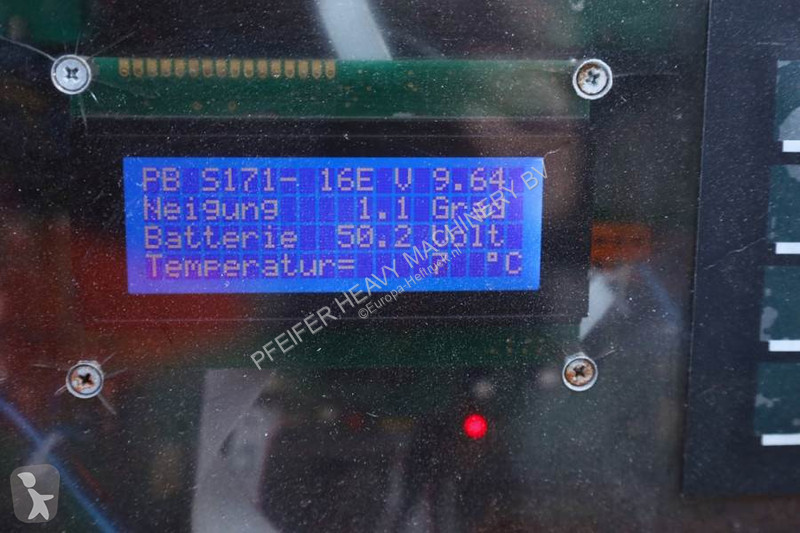 PB S171- 16E V 9.64
Neigung 1.1 Grad
Batterie 50.2 Volt
Temperatur= 7 °C
PFEIFER HEAVY MACHINERY BV
©Europa-Heftruck.nl